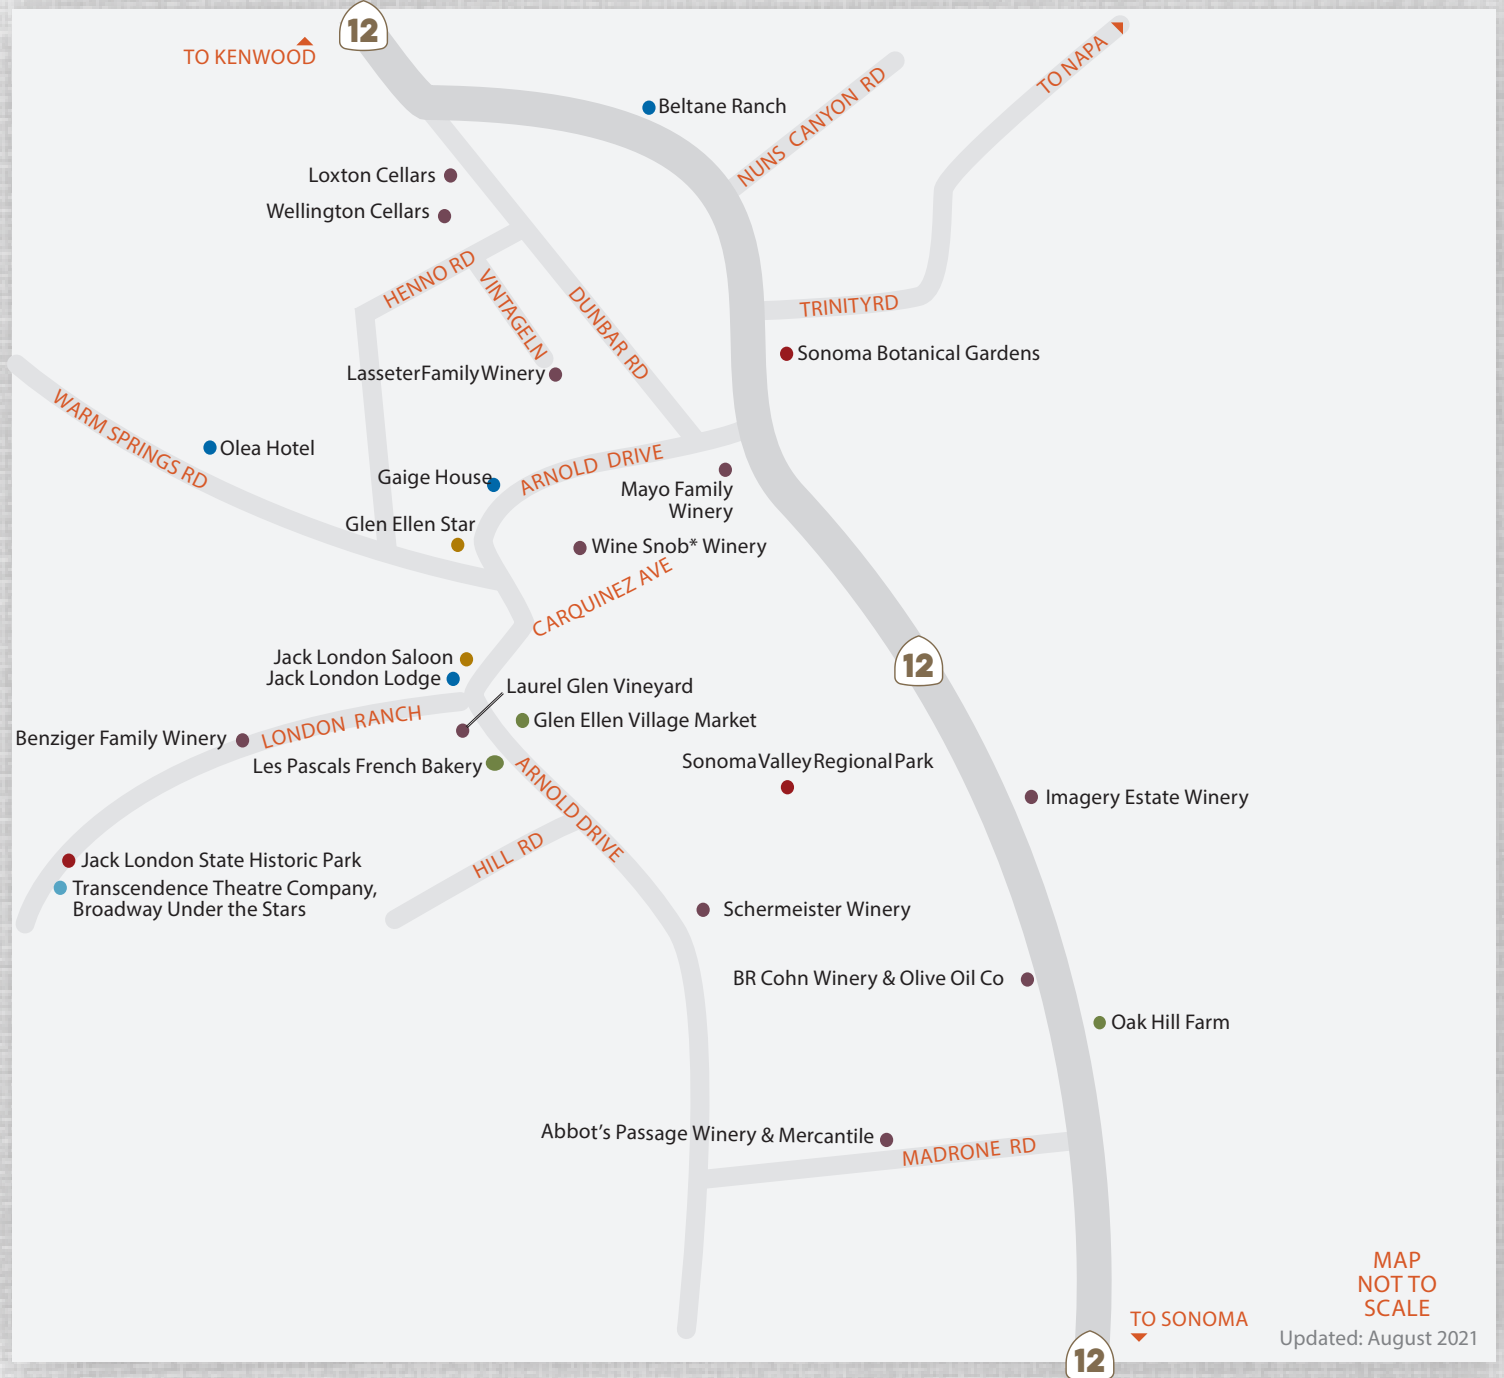 12
TO KENWOOD
TO NAPA
NUNS CANYON RD
Beltane Ranch
Loxton Cellars
Wellington Cellars
HENNO RD
VINTAGELN
DUNBAR RD
TRINITYRD
Sonoma Botanical Gardens
LasseterFamilyWinery
WARM SPRINGS RD
Olea Hotel
Gaige House
ARNOLD DRIVE
Mayo Family
Winery
Glen Ellen Star
Wine Snob* Winery
CARQUINEZ AVE
Jack London Saloon
Jack London Lodge
12
Laurel Glen Vineyard
LONDON RANCH
Glen Ellen Village Market
Benziger Family Winery
Les Pascals French Bakery
SonomaValleyRegionalPark
ARNOLD DRIVE
Imagery Estate Winery
HILL RD
Jack London State Historic Park
Transcendence Theatre Company,
Broadway Under the Stars
Schermeister Winery
BR Cohn Winery & Olive Oil Co
Oak Hill Farm
Abbot's Passage Winery & Mercantile
MADRONE RD
MAP
NOT TO
SCALE
TO SONOMA
Updated: August 2021
12